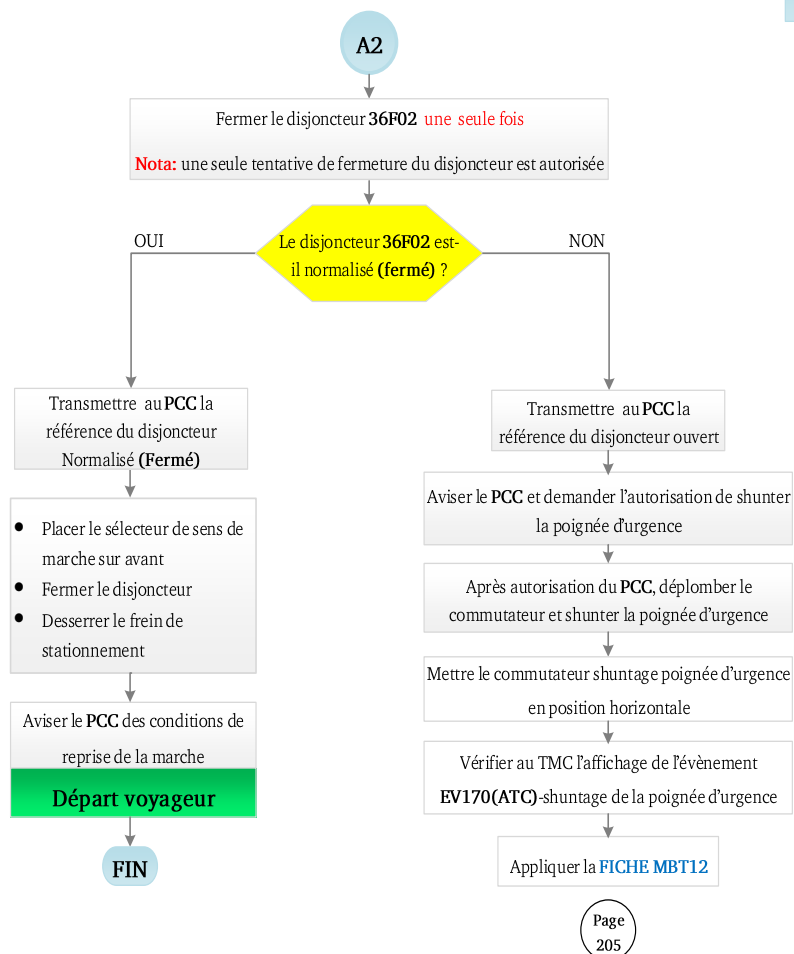 A2
Fermer le disjoncteur 36F02 une seule fois
Nota: une seule tentative de fermeture du disjoncteur est autorisée
Le disjoncteur 36F02 est-
il normalisé (fermé) ?
OUI
NON
Transmettre au PCC la
référence du disjoncteur
Normalisé (Fermé)
Placer le sélecteur de sens de
marche sur avant
Fermer le disjoncteur
Desserrer le frein de
stationnement
Aviser le PCC des conditions de
reprise de la marche
Départ voyageur
FIN
Transmettre au PCC la
référence du disjoncteur ouvert
Aviser le PCC et demander l’autorisation de shunter
la poignée d’urgence
Après autorisation du PCC, déplomber le
commutateur et shunter la poignée d’urgence
Mettre le commutateur shuntage poignée d’urgence
en position horizontale
Vérifier au TMC l’affichage de l’évènement
EV170(ATC)-shuntage de la poignée d’urgence
Appliquer la FICHE MBT12
Page
205